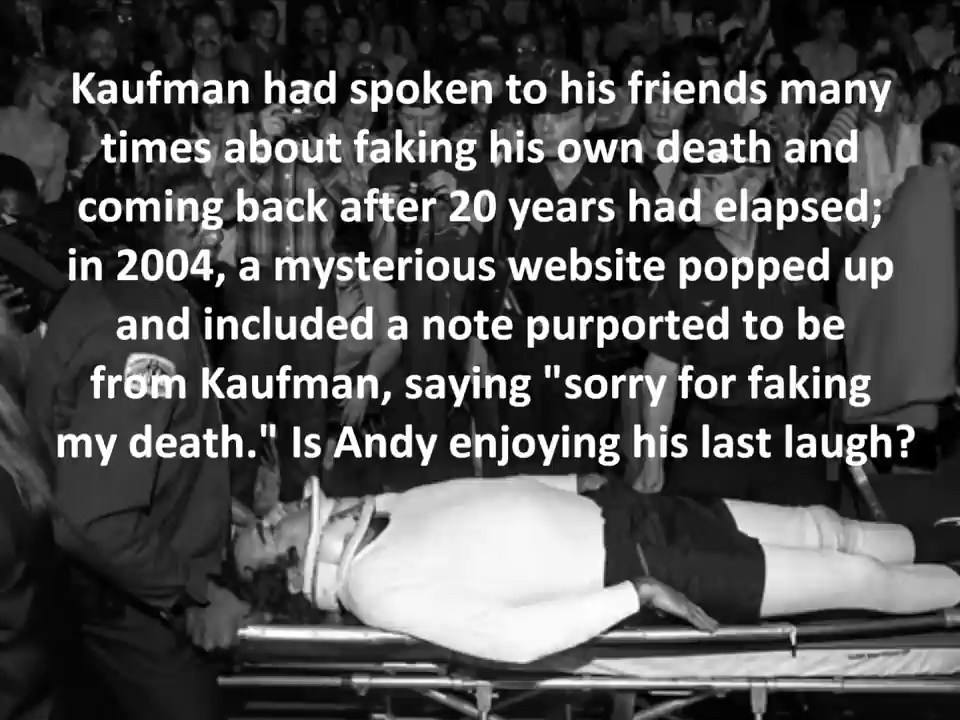 Kaufman had spoken to his friends many
times about faking his own death and
coming back after 20 years had elapsed;
in 2004, a mysterious website popped up
and included a note purported to be
from Kaufman, saying "sorry for faking
my death." Is Andy enjoying his last laugh?